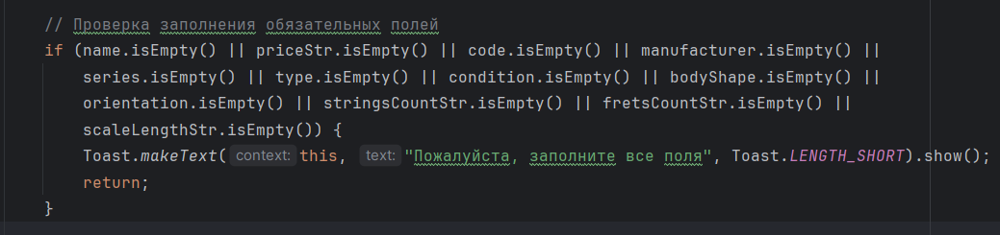 // Проверка заполнения обязательных полей
if (name.isEmpty() || priceStr.isEmpty() || code.isEmpty() || manufacturer.isEmpty() ||
series.isEmpty() || type.isEmpty() || condition.isEmpty() || bodyShape.isEmpty() ||
orientation.isEmpty() || stringsCountStr.isEmpty() || fretsCountStr.isEmpty() ||
scaleLengthStr.isEmpty()) {
Toast.makeText( context: this, text: "Пожалуйста, заполните все поля", Toast.LENGTH_SHORT).show();
return;
}